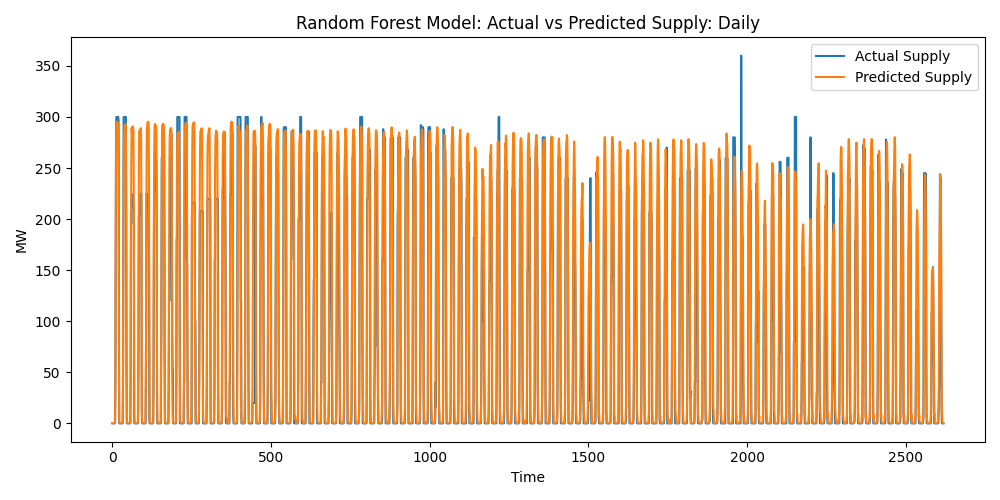 Random Forest Model: Actual vs Predicted Supply: Daily
Actual Supply
Predicted Supply
MW
350
300
250
200
150
100
50
0
0 500 1000 1500 2000 2500
Time